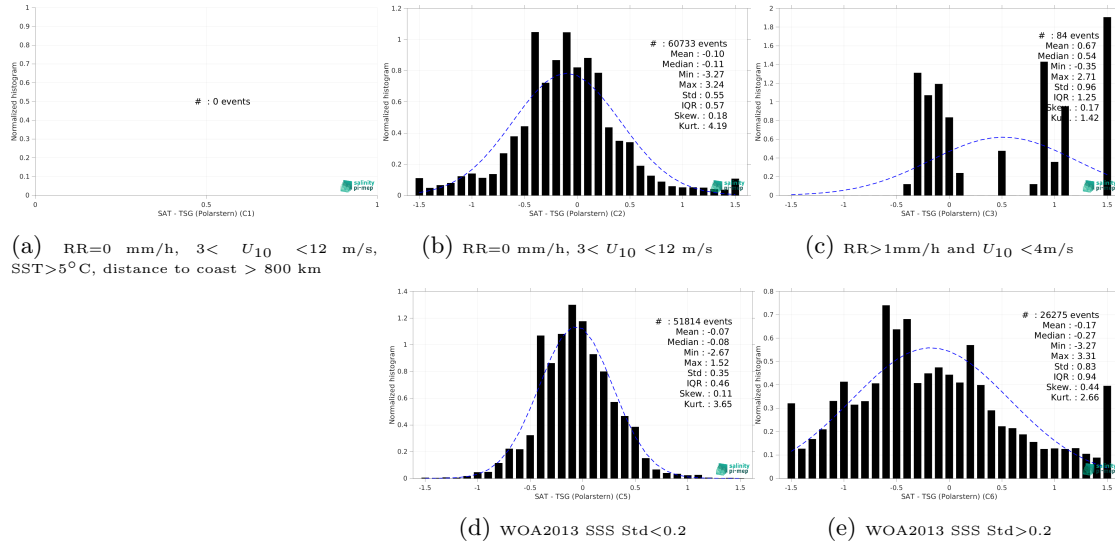 1
0.9
0.8
0.7
0.6
0.5
0.4
0.3
0.2
0.1
0
Normalized histogram
# : 0 events
salinity
pi-mep
0 0.5 1
SAT - TSG (Polarstern) (C1)
(a) RR=0 mm/h, 3< U10 <12 m/s,
SST>5°C, distance to coast > 800 km
1.2
1
0.8
0.6
0.4
0.2
0
Normalized histogram
# : 60733 events
Mean : -0.10
Median : -0.11
Min : -3.27
Max : 3.24
Std : 0.55
IQR : 0.57
Skew. : 0.18
Kurt. : 4.19
salinity
pi-mep
-1.5 -1 -0.5 0 0.5 1 1.5
SAT - TSG (Polarstern) (C2)
(b) RR=0 mm/h, 3< U10 <12 m/s
2
1.8
1.6
1.4
1.2
1
0.8
0.6
0.4
0.2
0
Normalized histogram
# : 84 events
Mean : 0.67
Median : 0.54
Min : -0.35
Max : 2.71
Std : 0.96
IQR : 1.25
Skew. : 0.17
Kurt. : 1.42
salinity
pi-mep
-1.5 -1 -0.5 0 0.5 1 1.5
SAT - TSG (Polarstern) (C3)
(c) RR>1mm/h and U10 <4m/s
1.4
1.2
1
0.8
0.6
0.4
0.2
0
Normalized histogram
# : 51814 events
Mean : -0.07
Median : -0.08
Min : -2.67
Max : 1.52
Std : 0.35
IQR : 0.46
Skew. : 0.11
Kurt. : 3.65
salinity
pi-mep
-1.5 -1 -0.5 0 0.5 1 1.5
SAT - TSG (Polarstern) (C5)
(d) WOA2013 SSS Std<0.2
0.8
0.7
0.6
0.5
0.4
0.3
0.2
0.1
0
Normalized histogram
# : 26275 events
Mean : -0.17
Median : -0.27
Min : -3.27
Max : 3.31
Std : 0.83
IQR : 0.94
Skew. : 0.44
Kurt. : 2.66
salinity
pi-mep
-1.5 -1 -0.5 0 0.5 1 1.5
SAT - TSG (Polarstern) (C6)
(e) WOA2013 SSS Std>0.2